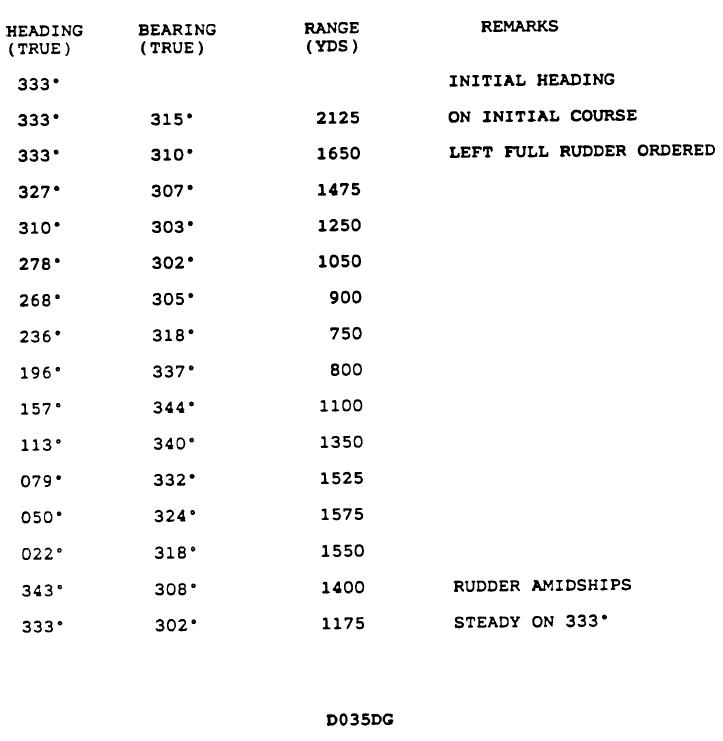 HEADING BEARING RANGE REMARKS
(TRUE) (TRUE) (YDS)
333° INITIAL HEADING
333° 315° 2125 ON INITIAL COURSE
333° 310° 1650 LEFT FULL RUDDER ORDERED
327° 307° 1475
310° 303° 1250
278° 302° 1050
268° 305° 900
236° 318° 750
196° 337° 800
157° 344° 1100
113° 340° 1350
079° 332° 1525
050° 324° 1575
022° 318° 1550
343° 308° 1400 RUDDER AMIDSHIPS
333° 302° 1175 STEADY ON 333°
D035DG